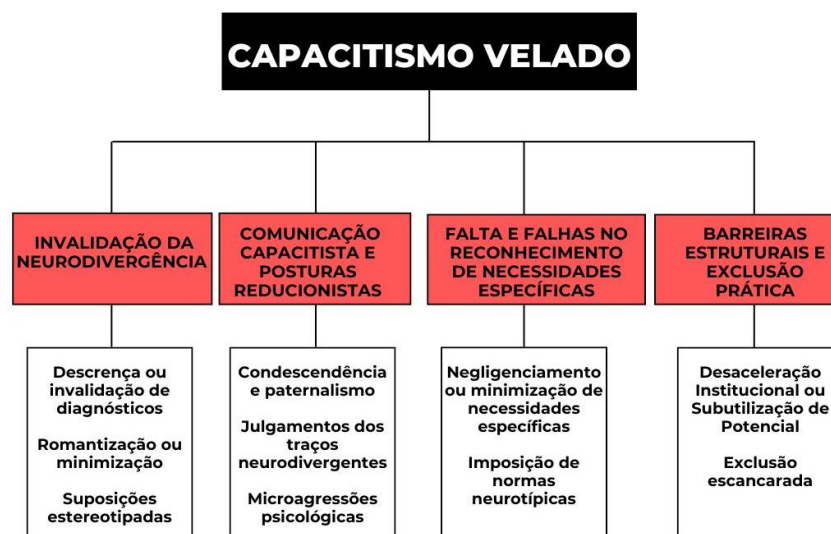 CAPACITISMO VELADO
INVALIDAÇÃO DA
NEURODIVERGÊNCIA
COMUNICAÇÃO
CAPACITISTA E
POSTURAS
REDUCIONISTAS
FALTA E FALHAS NO
RECONHECIMENTO
DE NECESSIDADES
ESPECÍFICAS
BARREIRAS
ESTRUTURAIS E
EXCLUSÃO
PRÁTICA
Descrença ou
invalidação de
diagnósticos
Romantização ou
minimização
Suposições
estereotipadas
Condescendência
e paternalismo
Julgamentos dos
traços
neurodivergentes
Microagressões
psicológicas
Negligenciamento
ou minimização de
necessidades
específicas
Imposição de
normas
neurotípicas
Desaceleração
Institucional ou
Subutilização de
Potencial
Exclusão
escancarada